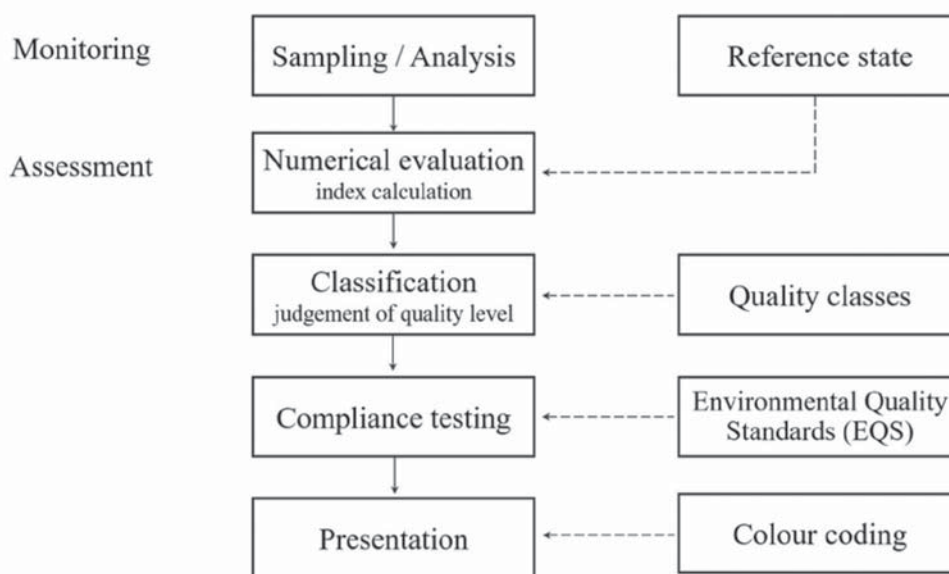 Monitoring
Sampling / Analysis
Reference state
Assessment
Numerical evaluation
index calculation
Classification
judgement of quality level
Quality classes
Compliance testing
Environmental Quality
Standards (EQS)
Presentation
Colour coding